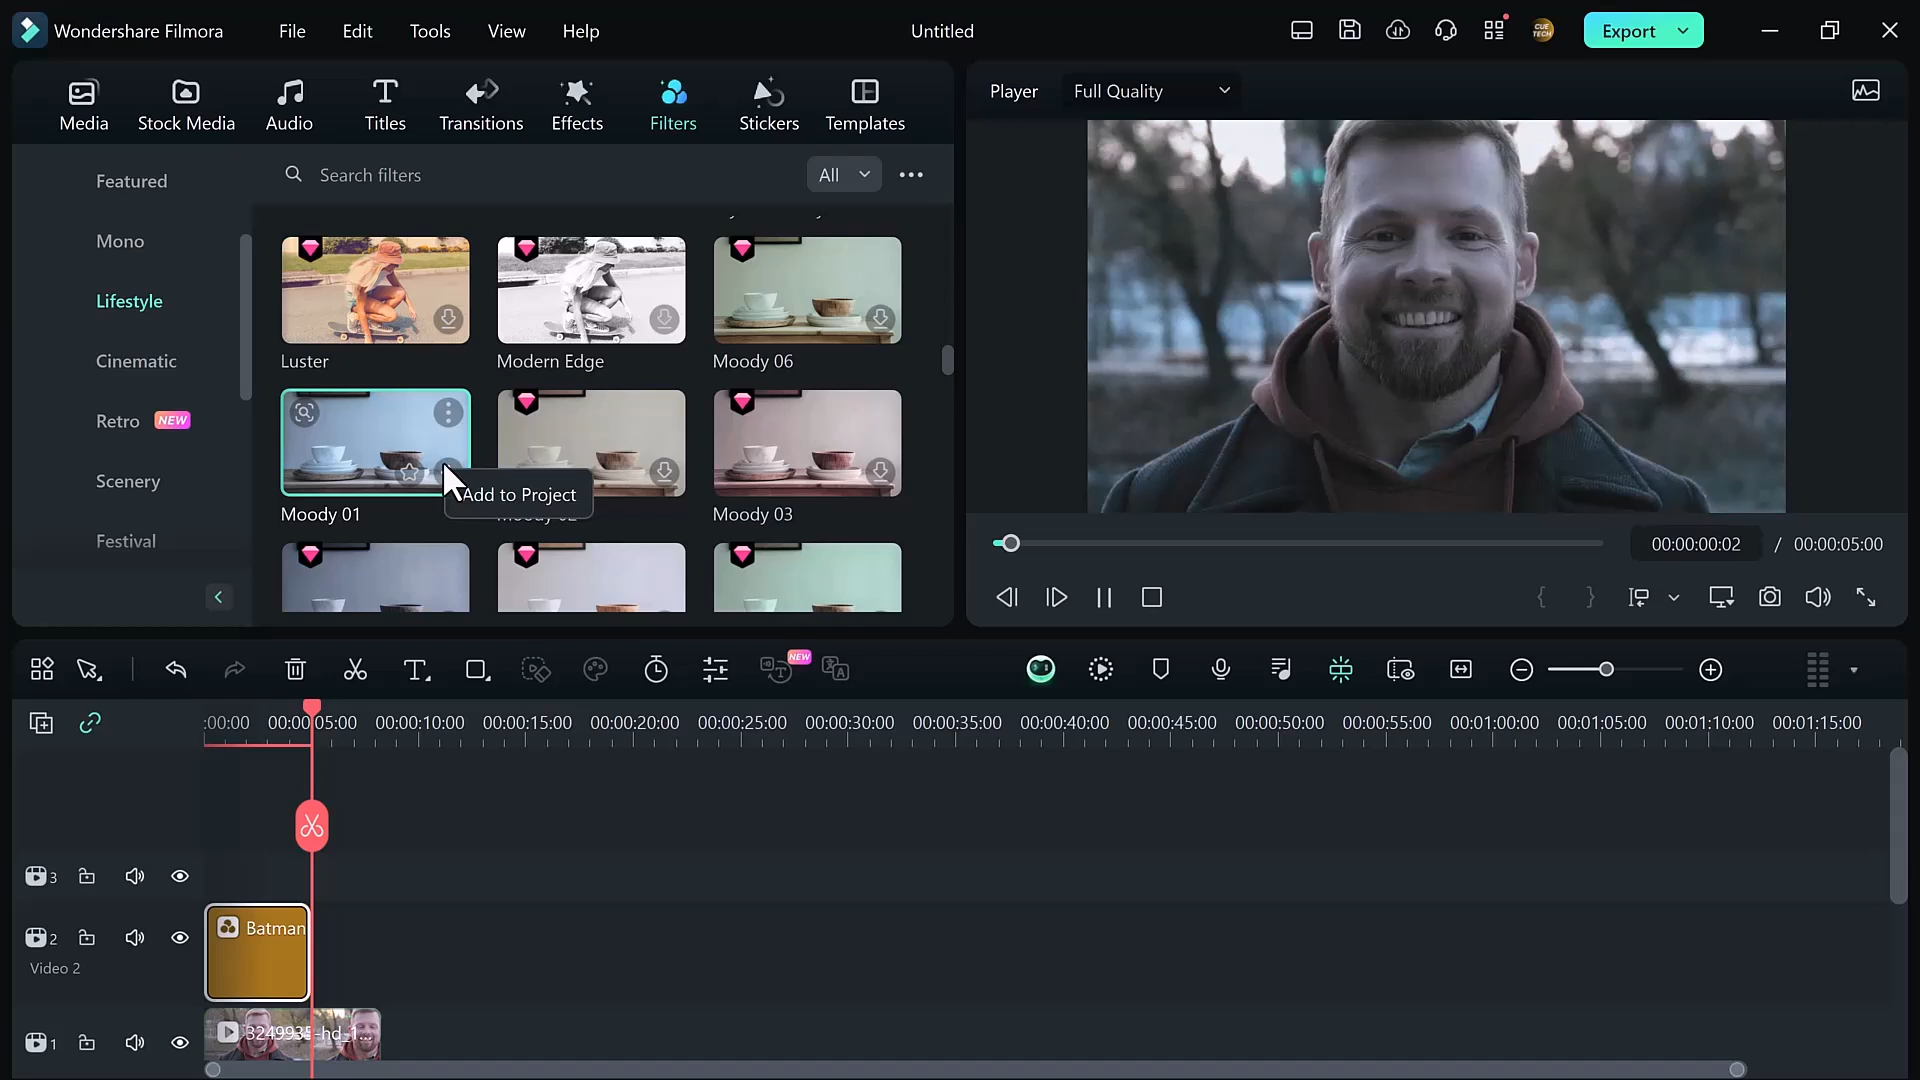 Wondershare Filmora
File
Edit
Tools
View
Help
Untitled
CUE
TECH
Export
Media
Stock Media
Audio
Titles
Transitions
Effects
Filters
Stickers
Templates
Player
Full Quality
Featured
Mono
Lifestyle
Cinematic
Retro NEW
Scenery
Festival
Search filters
All
Luster
Modern Edge
Moody 06
Moody 01
Moody 03
Add to Project
00:00:00:02 / 00:00:05:00
NEW
:00:00
00:00:05:00
00:00:10:00
00:00:15:00
00:00:20:00
00:00:25:00
00:00:30:00
00:00:35:00
00:00:40:00
00:00:45:00
00:00:50:00
00:00:55:00
00:01:00:00
00:01:05:00
00:01:10:00
00:01:15:00
3
2
Batman
Video 2
1
3249935-hd_1...